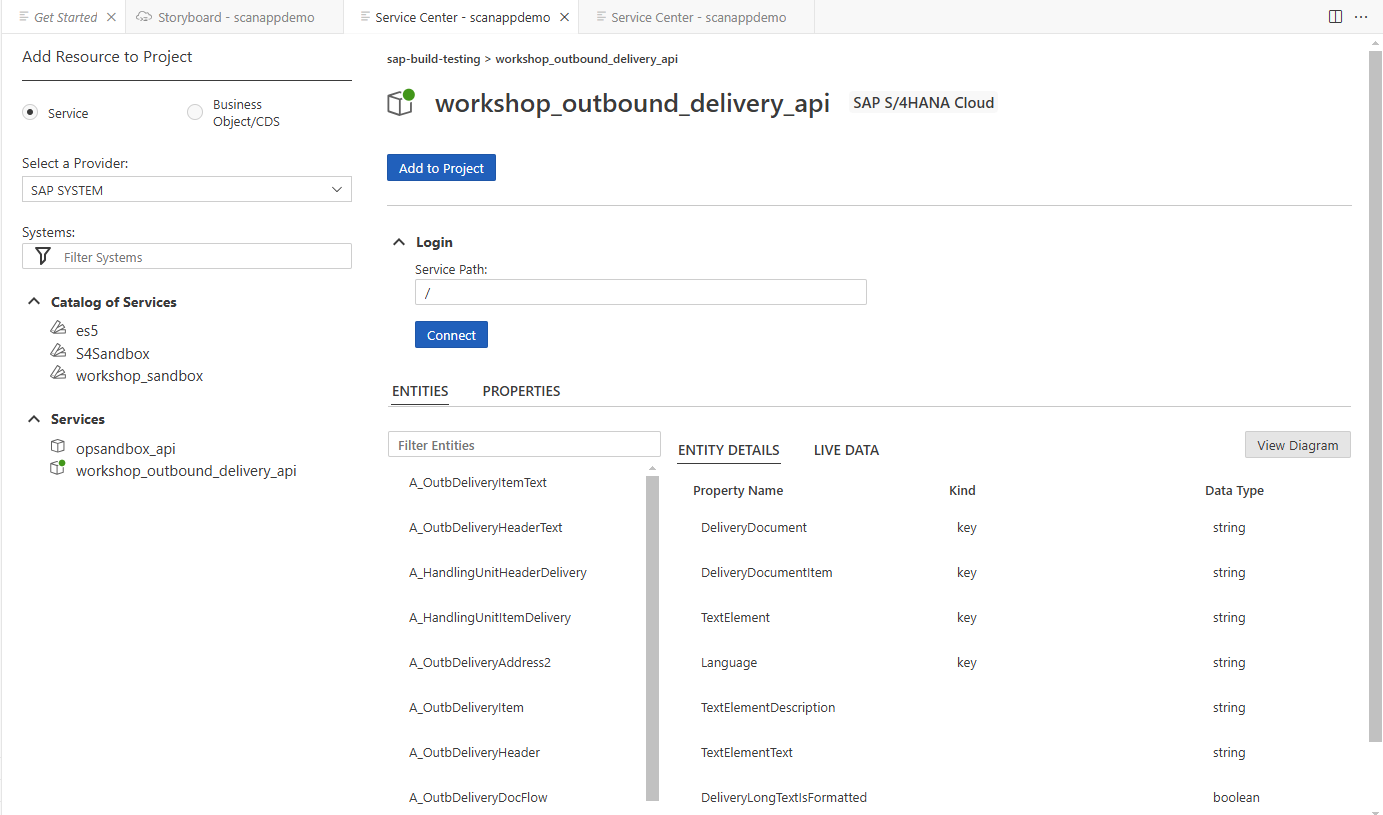 Get Started
Storyboard - scanappdemo
Service Center - scanappdemo
Service Center - scanappdemo
Add Resource to Project
Service
Business
Object/CDS
Select a Provider:
SAP SYSTEM
Systems:
Filter Systems
Catalog of Services
es5
S4Sandbox
workshop_sandbox
Services
opsandbox_api
workshop_outbound_delivery_api
sap-build-testing > workshop_outbound_delivery_api
workshop_outbound_delivery_api SAP S/4HANA Cloud
Add to Project
Login
Service Path:
/
Connect
ENTITIES PROPERTIES
Filter Entities
A_OutbDeliveryItemText
A_OutbDeliveryHeaderText
A_HandlingUnitHeaderDelivery
A_HandlingUnitItemDelivery
A_OutbDeliveryAddress2
A_OutbDeliveryItem
A_OutbDeliveryHeader
A_OutbDeliveryDocFlow
ENTITY DETAILS LIVE DATA View Diagram
Property Name Kind Data Type
DeliveryDocument key string
DeliveryDocumentItem key string
TextElement key string
Language key string
TextElementDescription string
TextElementText string
DeliveryLongTextIsFormatted boolean